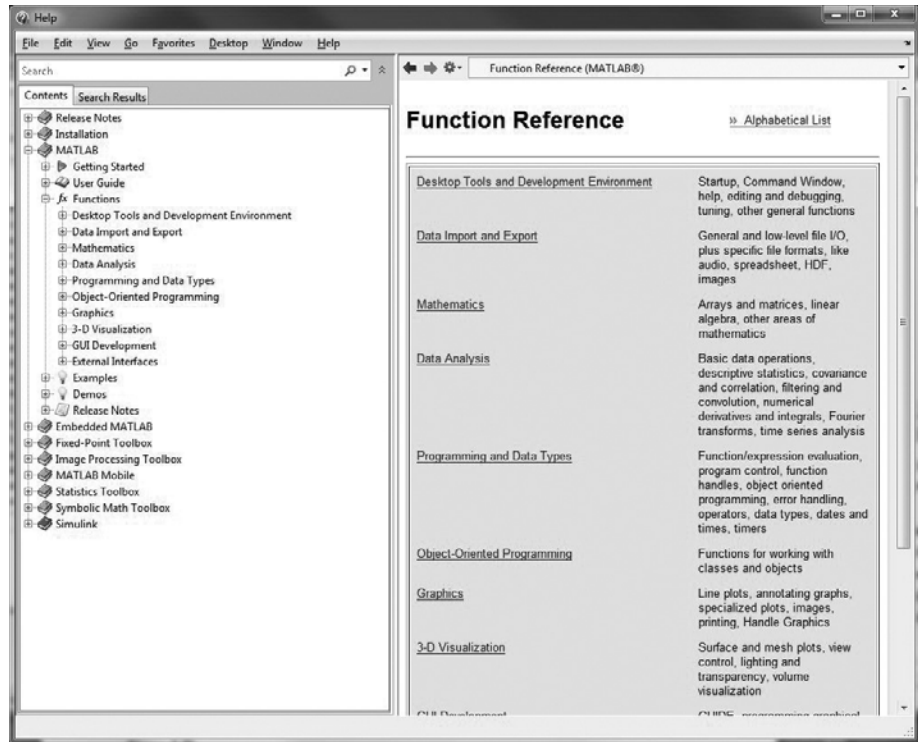 Help
File Edit View Go Favorites Desktop Window Help
Search
Contents Search Results
Release Notes
Installation
MATLAB
Getting Started
User Guide
fx Functions
Desktop Tools and Development Environment
Data Import and Export
Mathematics
Data Analysis
Programming and Data Types
Object-Oriented Programming
Graphics
3-D Visualization
GUI Development
External Interfaces
Examples
Demos
Release Notes
Embedded MATLAB
Fixed-Point Toolbox
Image Processing Toolbox
MATLAB Mobile
Statistics Toolbox
Symbolic Math Toolbox
Simulink
Function Reference (MATLAB®)
Function Reference
» Alphabetical List
Desktop Tools and Development Environment
Startup, Command Window,
help, editing and debugging,
tuning, other general functions
Data Import and Export
General and low-level file I/O,
plus specific file formats, like
audio, spreadsheet, HDF,
images
Mathematics
Arrays and matrices, linear
algebra, other areas of
mathematics
Data Analysis
Basic data operations,
descriptive statistics, covariance
and correlation, filtering and
convolution, numerical
derivatives and integrals, Fourier
transforms, time series analysis
Programming and Data Types
Function/expression evaluation,
program control, function
handles, object oriented
programming, error handling,
operators, data types, dates and
times, timers
Object-Oriented Programming
Functions for working with
classes and objects
Graphics
Line plots, annotating graphs,
specialized plots, images,
printing, Handle Graphics
3-D Visualization
Surface and mesh plots, view
control, lighting and
transparency, volume
visualization
GUI Development
GUIDE, programming graphical